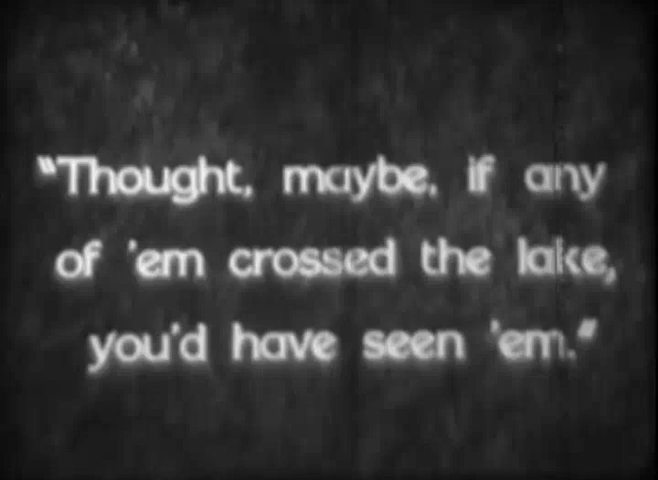 "Thought, maybe, if any
of 'em crossed the lake,
you'd have seen 'em."